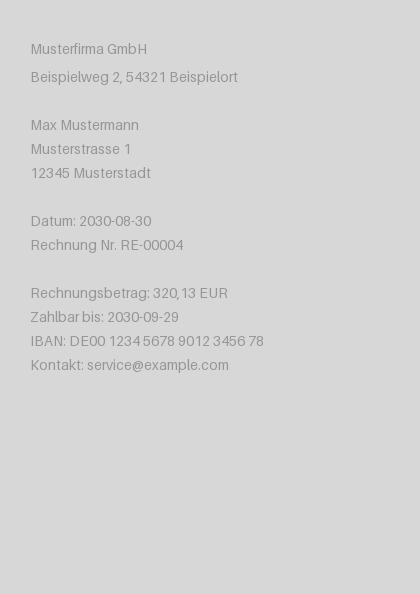 Musterfirma GmbH
Beispielweg 2, 54321 Beispielort
Max Mustermann
Musterstrasse 1
12345 Musterstadt
Datum: 2030-08-30
Rechnung Nr. RE-00004
Rechnungsbetrag: 320,13 EUR
Zahlbar bis: 2030-09-29
IBAN: DE00 1234 5678 9012 3456 78
Kontakt: service@example.com